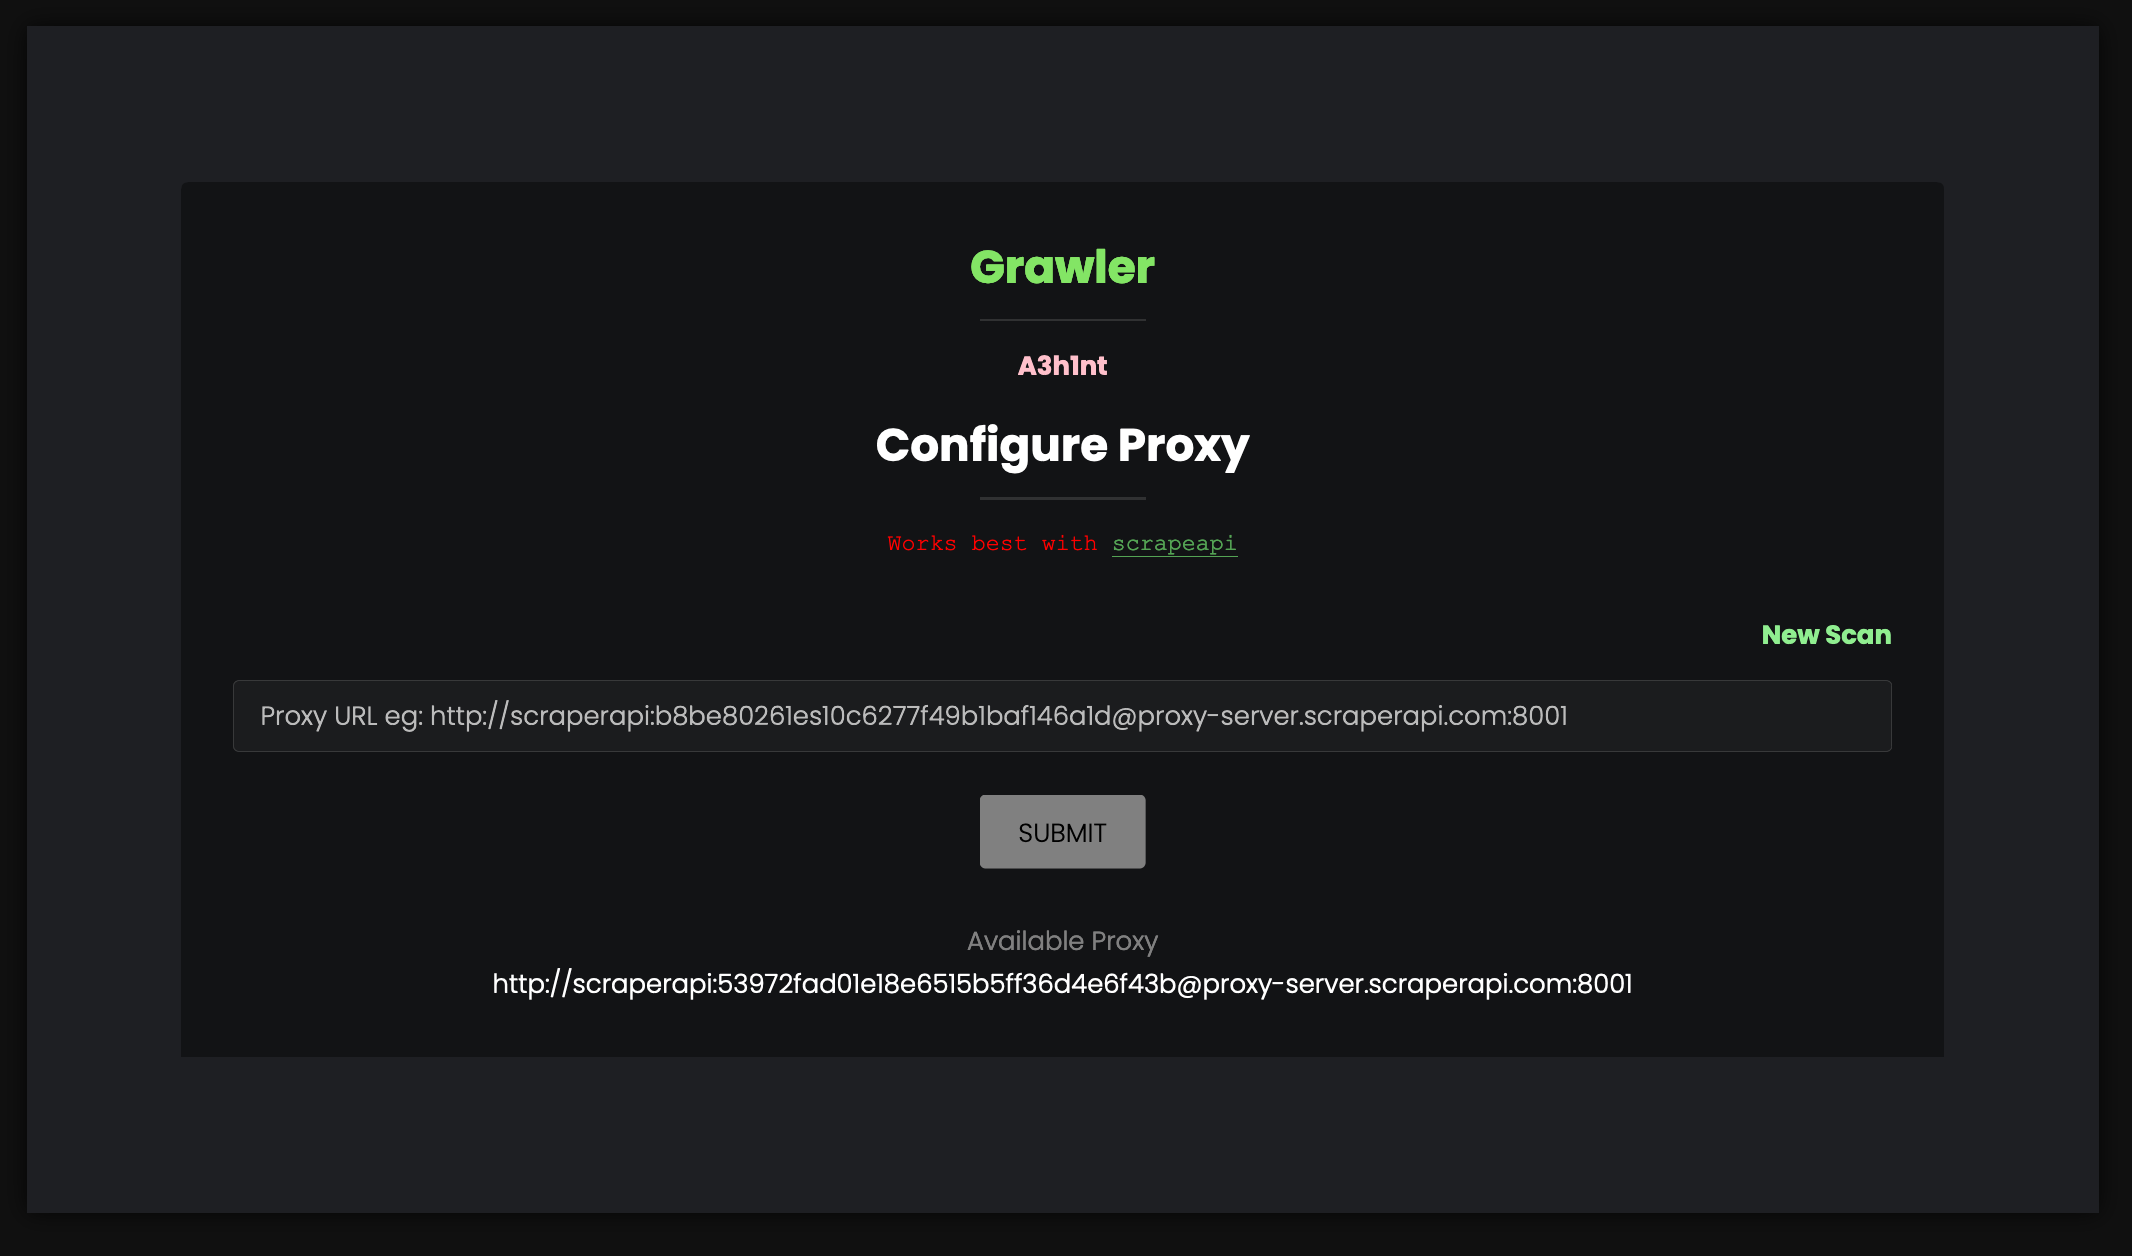 Grawler
A3h1nt
Configure Proxy
Works best with scrapeapi
New Scan
Proxy URL eg: http://scraperapi:b8be80261es10c6277f49b1baf146a1d@proxy-server.scraperapi.com:8001
SUBMIT
Available Proxy
http://scraperapi:53972fad01e18e6515b5ff36d4e6f43b@proxy-server.scraperapi.com:8001